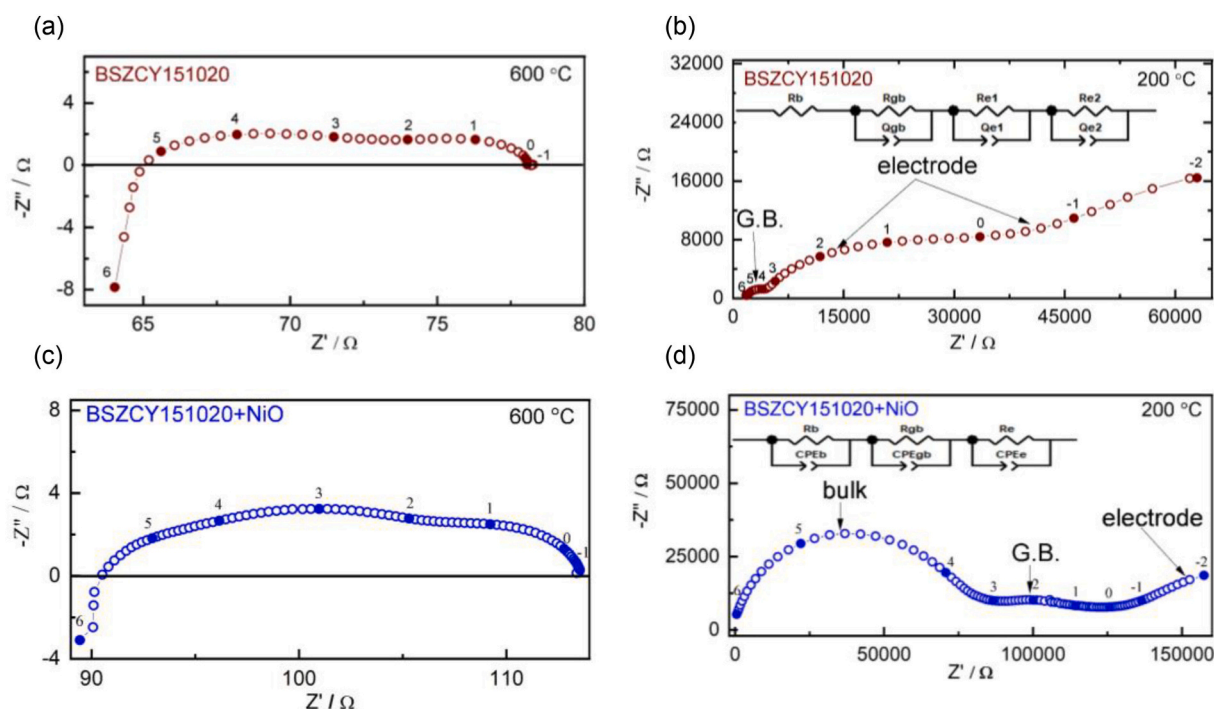 (a)
BSZCY151020
600 °C
-Z'' / Ω
4
0
-4
-8
6
5
4
3
2
1
0
-1
65
70
75
80
Z' / Ω
(b)
BSZCY151020
200 °C
Rb
Rgb
Re1
Re2
Qgb
Qe1
Qe2
electrode
G.B.
-Z'' / Ω
32000
24000
16000
8000
0
6
5
4
3
2
1
0
-1
-2
0
15000
30000
45000
60000
Z' / Ω
(c)
BSZCY151020+NiO
600 °C
-Z'' / Ω
8
4
0
-4
6
5
4
3
2
1
0
-1
90
100
110
Z' / Ω
(d)
BSZCY151020+NiO
200 °C
Rb
Rgb
Re
CPEb
CPEgb
CPEe
bulk
G.B.
electrode
-Z'' / Ω
75000
50000
25000
0
6
5
4
3
2
1
0
-1
-2
0
50000
100000
150000
Z' / Ω